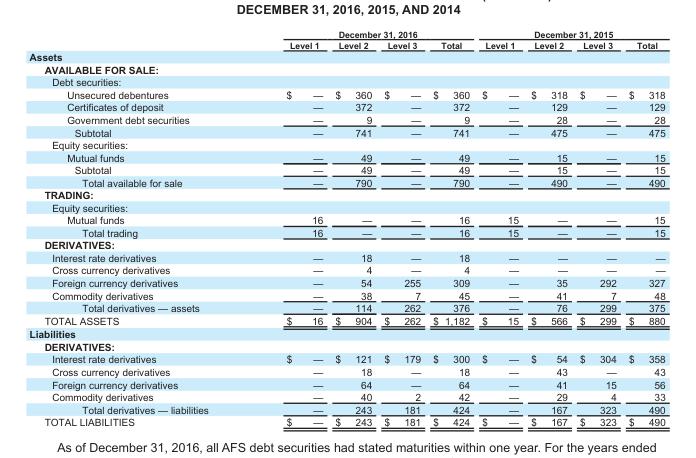 DECEMBER 31, 2016, 2015, AND 2014
December 31, 2016 December 31, 2015
Level 1 Level 2 Level 3 Total Level 1 Level 2 Level 3 Total
Assets
AVAILABLE FOR SALE:
Debt securities:
Unsecured debentures $ — $ 360 $ — $ 360 $ — $ 318 $ — $ 318
Certificates of deposit — 372 — 372 — 129 — 129
Government debt securities — 9 — 9 — 28 — 28
Subtotal — 741 — 741 — 475 — 475
Equity securities:
Mutual funds — 49 — 49 — 15 — 15
Subtotal — 49 — 49 — 15 — 15
Total available for sale — 790 — 790 — 490 — 490
TRADING:
Equity securities:
Mutual funds 16 — — 16 15 — — 15
Total trading 16 — — 16 15 — — 15
DERIVATIVES:
Interest rate derivatives — 18 — 18 — — — —
Cross currency derivatives — 4 — 4 — — — —
Foreign currency derivatives — 54 255 309 — 35 292 327
Commodity derivatives — 38 7 45 — 41 7 48
Total derivatives — assets — 114 262 376 — 76 299 375
TOTAL ASSETS $ 16 $ 904 $ 262 $ 1,182 $ 15 $ 566 $ 299 $ 880
Liabilities
DERIVATIVES:
Interest rate derivatives $ — $ 121 $ 179 $ 300 $ — $ 54 $ 304 $ 358
Cross currency derivatives — 18 — 18 — 43 — 43
Foreign currency derivatives — 64 — 64 — 41 15 56
Commodity derivatives — 40 2 42 — 29 4 33
Total derivatives — liabilities — 243 181 424 — 167 323 490
TOTAL LIABILITIES $ — $ 243 $ 181 $ 424 $ — $ 167 $ 323 $ 490
As of December 31, 2016, all AFS debt securities had stated maturities within one year. For the years ended